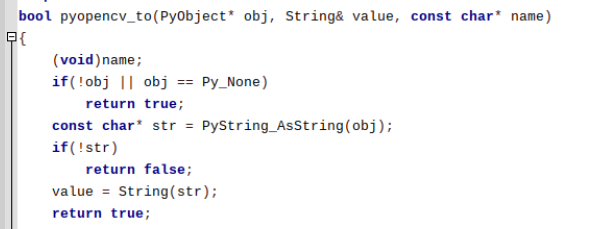 bool pyopencv_to(PyObject* obj, String& value, const char* name)
{
    (void)name;
    if(!obj || obj == Py_None)
        return true;
    const char* str = PyString_AsString(obj);
    if(!str)
        return false;
    value = String(str);
    return true;